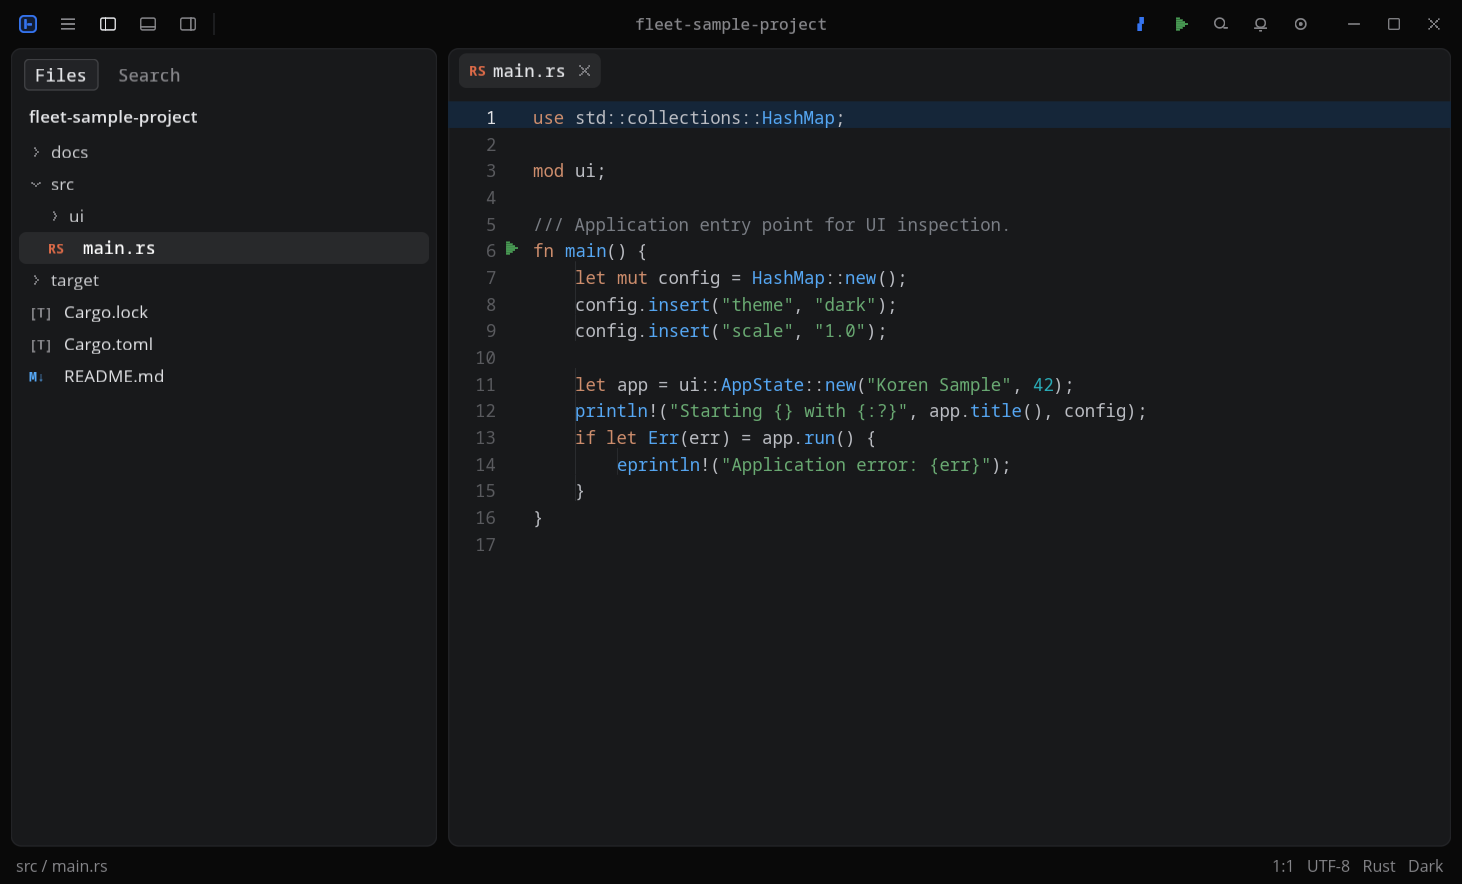 fleet-sample-project
Files Search
fleet-sample-project
docs
src
ui
RS main.rs
target
[T] Cargo.lock
[T] Cargo.toml
M↓ README.md
RS main.rs
1 use std::collections::HashMap;
2
3 mod ui;
4
5 /// Application entry point for UI inspection.
6 fn main() {
7 let mut config = HashMap::new();
8 config.insert("theme", "dark");
9 config.insert("scale", "1.0");
10
11 let app = ui::AppState::new("Koren Sample", 42);
12 println!("Starting {} with {:?}", app.title(), config);
13 if let Err(err) = app.run() {
14 eprintln!("Application error: {err}");
15 }
16 }
17
src / main.rs
1:1 UTF-8 Rust Dark